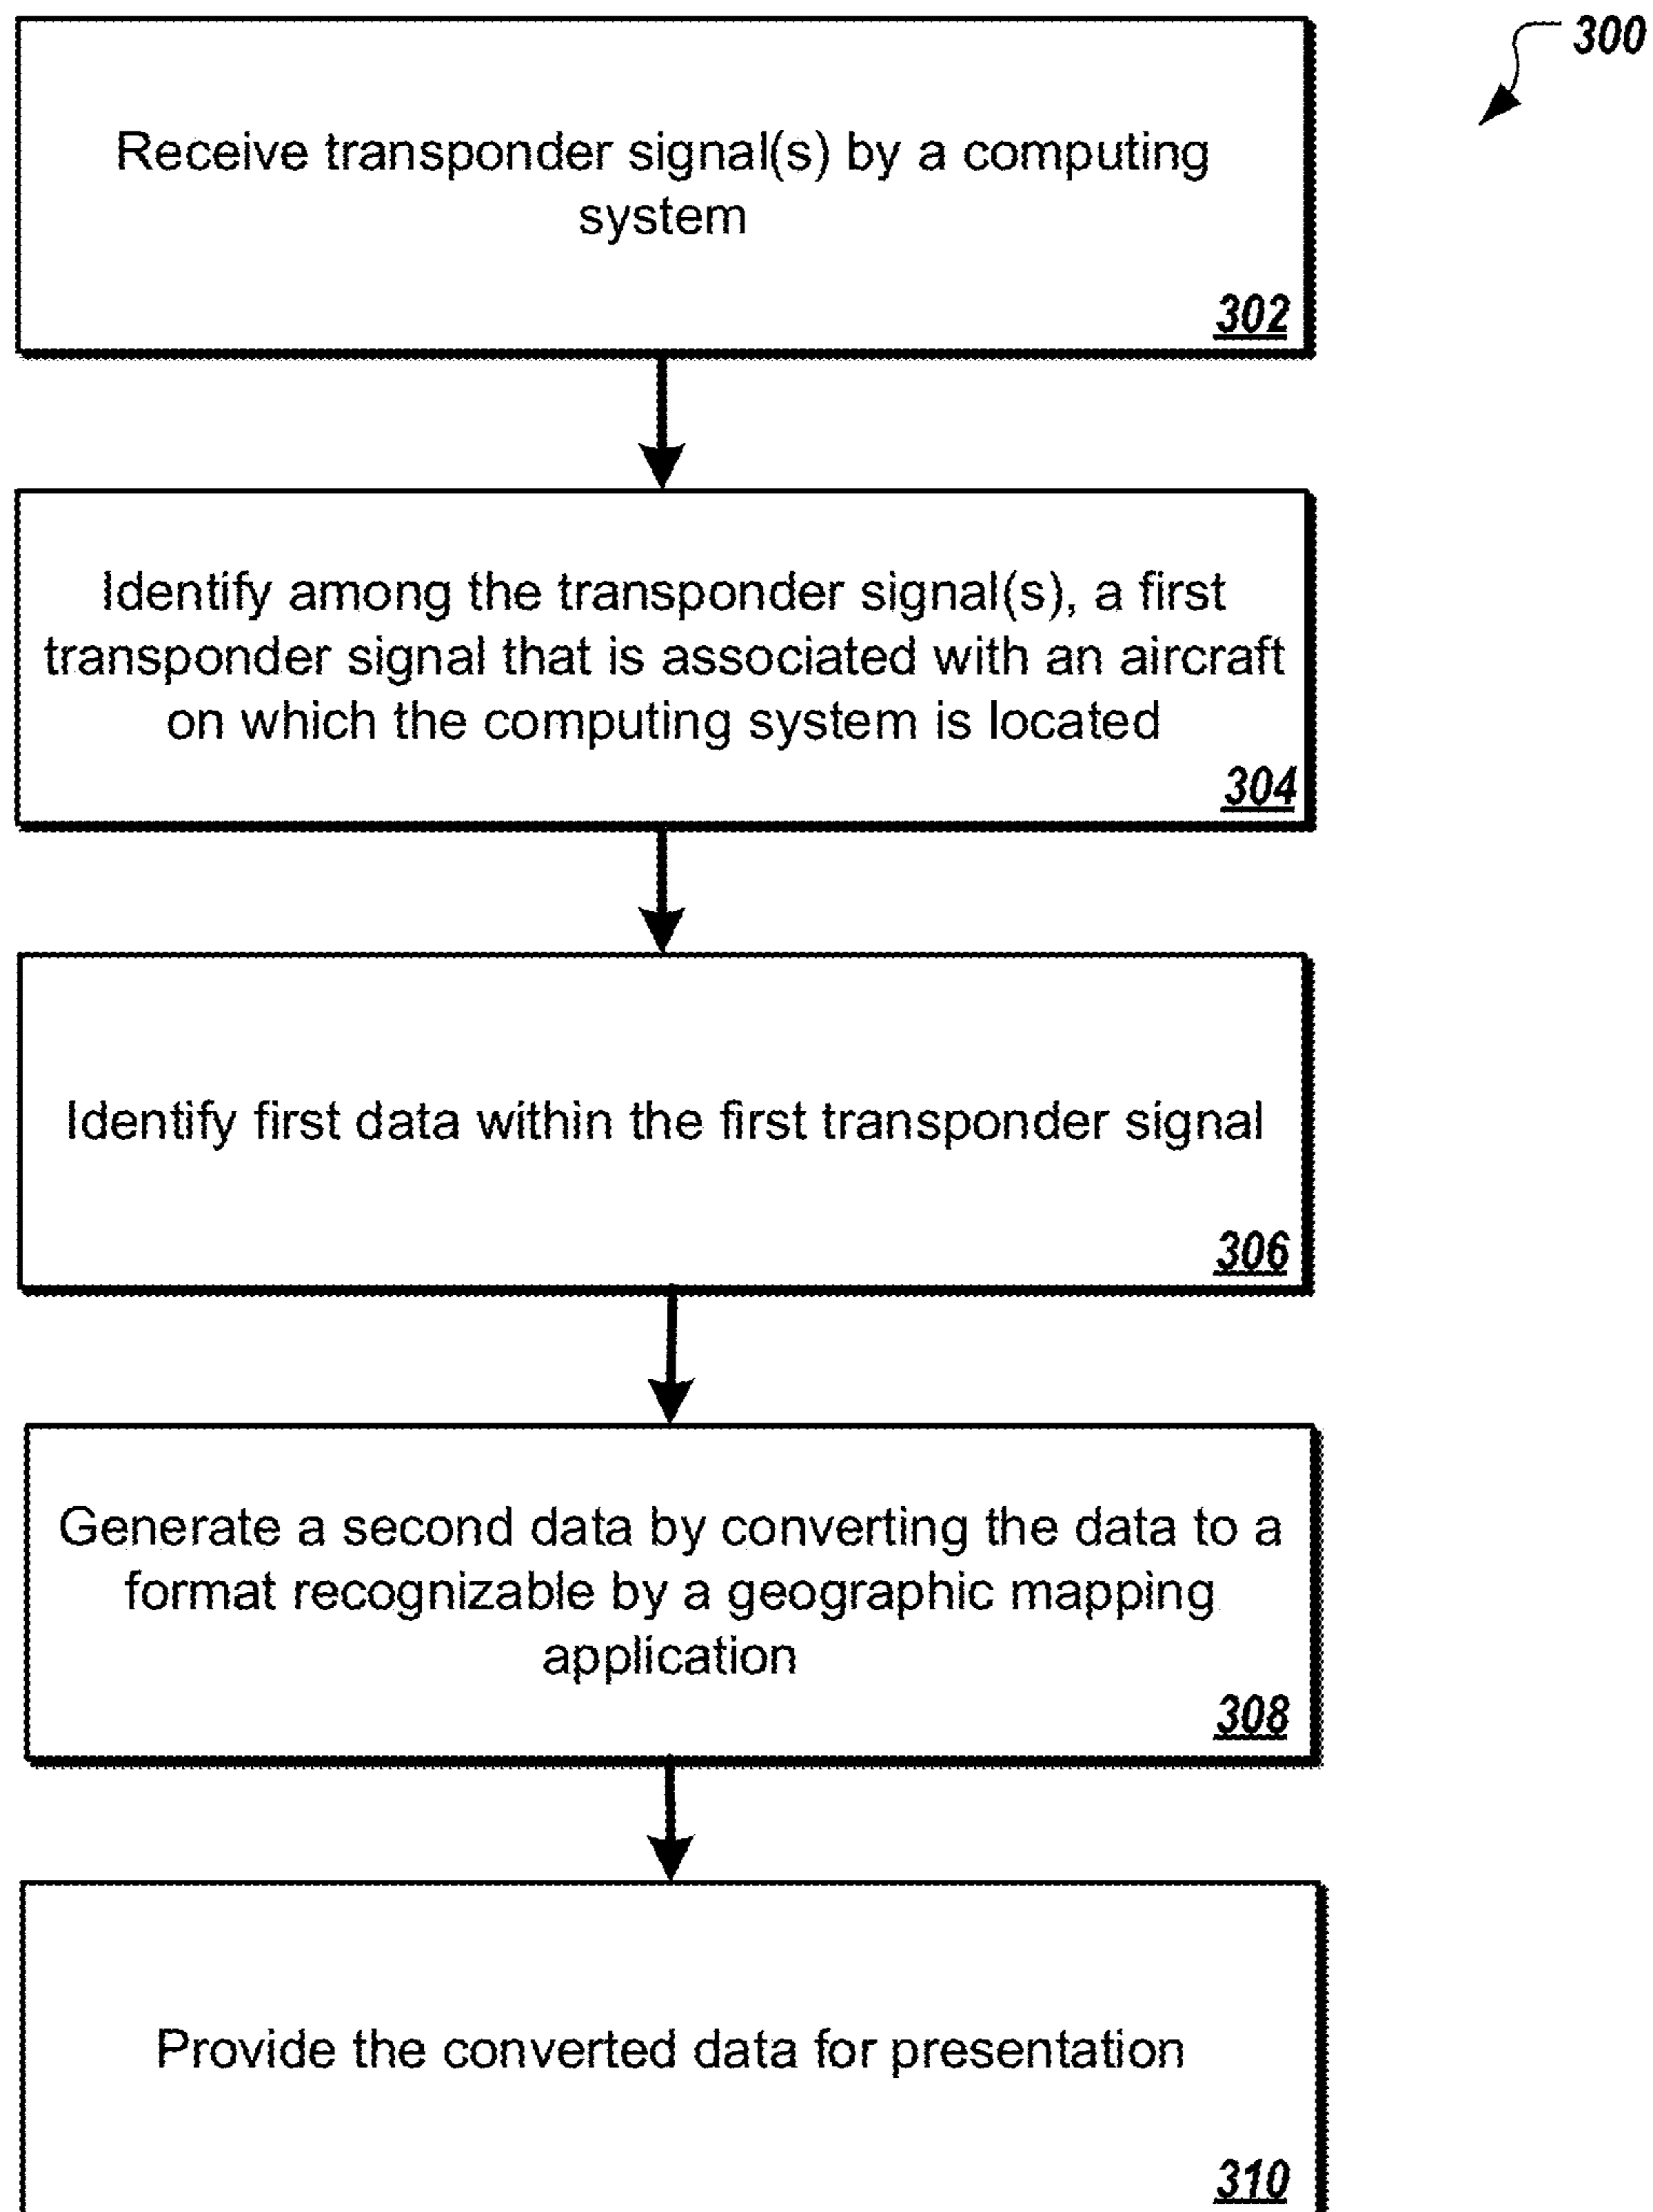 300
Receive transponder signal(s) by a computing
system
302
Identify among the transponder signal(s), a first
transponder signal that is associated with an aircraft
on which the computing system is located
304
Identify first data within the first transponder signal
306
Generate a second data by converting the data to a
format recognizable by a geographic mapping
application
308
Provide the converted data for presentation
310